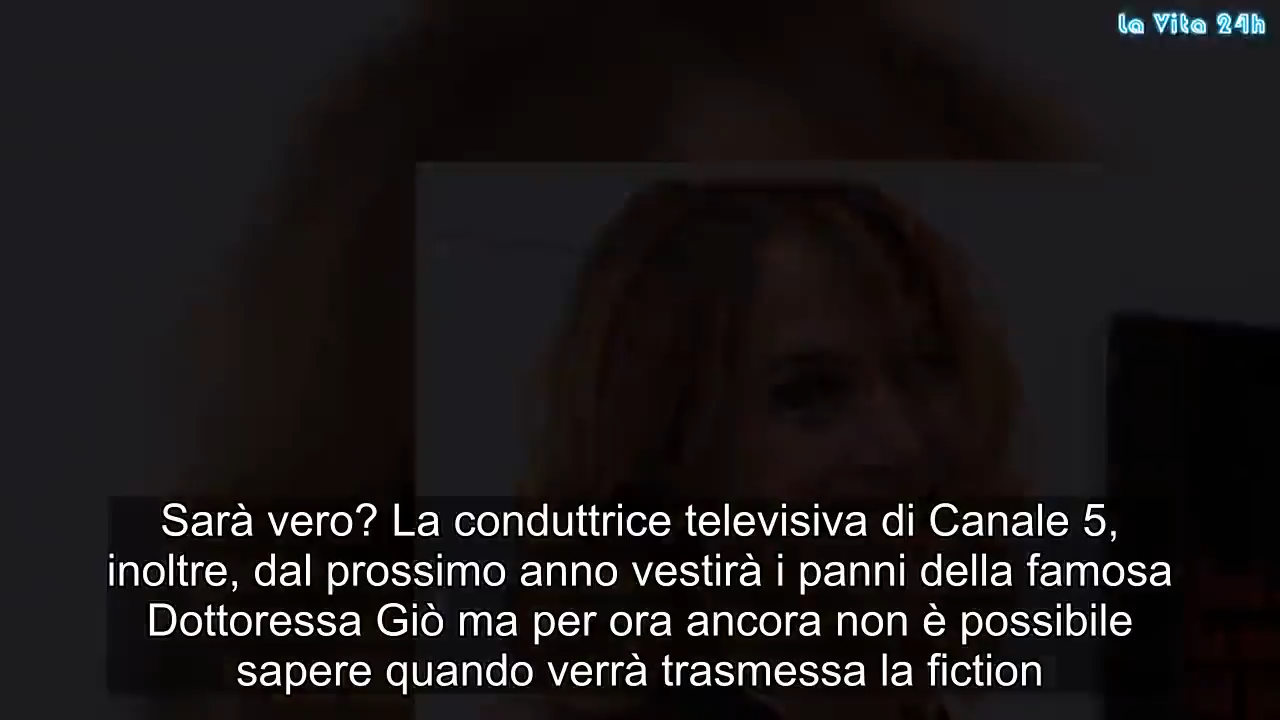 la Vita 24h
Sarà vero? La conduttrice televisiva di Canale 5,
inoltre, dal prossimo anno vestirà i panni della famosa
Dottoressa Giò ma per ora ancora non è possibile
sapere quando verrà trasmessa la fiction